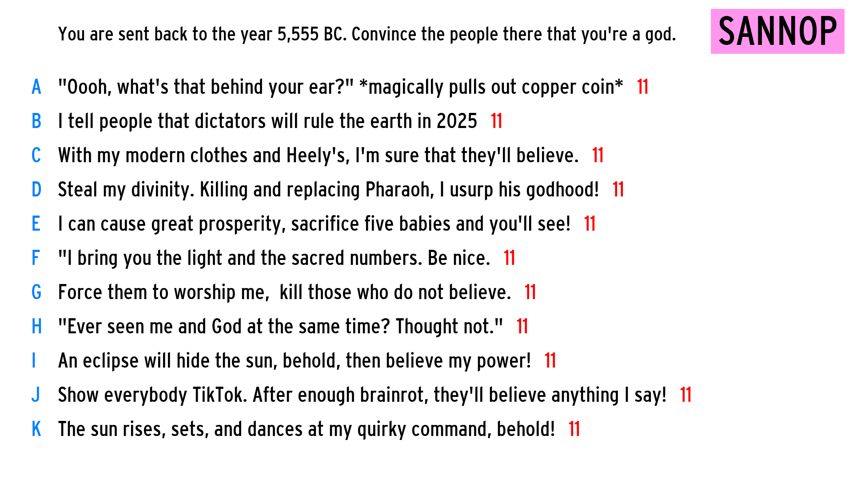 You are sent back to the year 5,555 BC. Convince the people there that you're a god.
SANNOP
A "Oooh, what's that behind your ear?" *magically pulls out copper coin* 11
B I tell people that dictators will rule the earth in 2025 11
C With my modern clothes and Heely's, I'm sure that they'll believe. 11
D Steal my divinity. Killing and replacing Pharaoh, I usurp his godhood! 11
E I can cause great prosperity, sacrifice five babies and you'll see! 11
F "I bring you the light and the sacred numbers. Be nice. 11
G Force them to worship me,  kill those who do not believe. 11
H "Ever seen me and God at the same time? Thought not." 11
I An eclipse will hide the sun, behold, then believe my power! 11
J Show everybody TikTok. After enough brainrot, they'll believe anything I say! 11
K The sun rises, sets, and dances at my quirky command, behold! 11